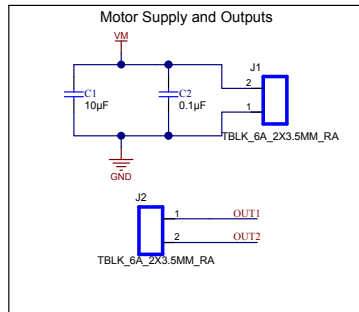 Motor Supply and Outputs
VM
J1
C1
10µF
C2
0.1µF
2
1
TBLK_6A_2X3.5MM_RA
GND
J2
1
OUT1
2
OUT2
TBLK_6A_2X3.5MM_RA